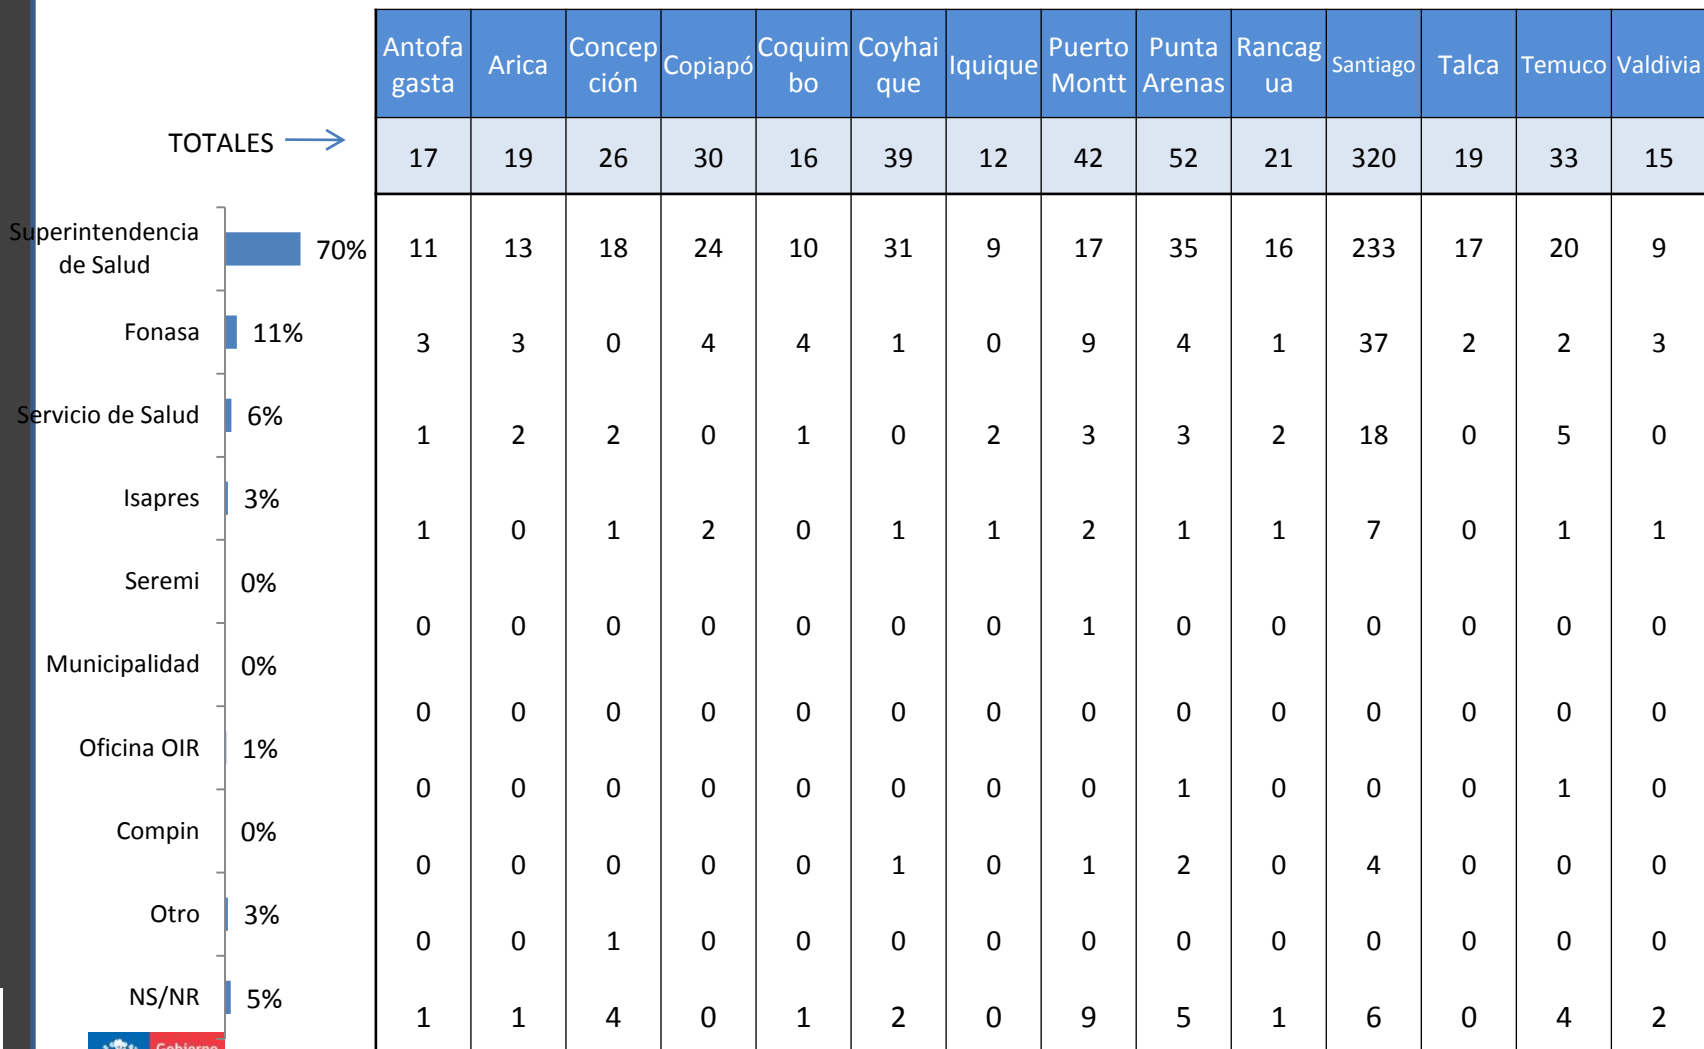 Antofa gasta Arica Concep ción Copiapó Coquim bo Coyhai que Iquique Puerto Montt Punta Arenas Rancag ua Santiago Talca Temuco Valdivia
TOTALES 17 19 26 30 16 39 12 42 52 21 320 19 33 15
Superintendencia de Salud 70% 11 13 18 24 10 31 9 17 35 16 233 17 20 9
Fonasa 11% 3 3 0 4 4 1 0 9 4 1 37 2 2 3
Servicio de Salud 6% 1 2 2 0 1 0 2 3 3 2 18 0 5 0
Isapres 3% 1 0 1 2 0 1 1 2 1 1 7 0 1 1
Seremi 0% 0 0 0 0 0 0 0 1 0 0 0 0 0 0
Municipalidad 0% 0 0 0 0 0 0 0 0 0 0 0 0 0 0
Oficina OIR 1% 0 0 0 0 0 0 0 0 1 0 0 0 1 0
Compin 0% 0 0 0 0 0 1 0 1 2 0 4 0 0 0
Otro 3% 0 0 1 0 0 0 0 0 0 0 0 0 0 0
NS/NR 5% 1 1 4 0 1 2 0 9 5 1 6 0 4 2